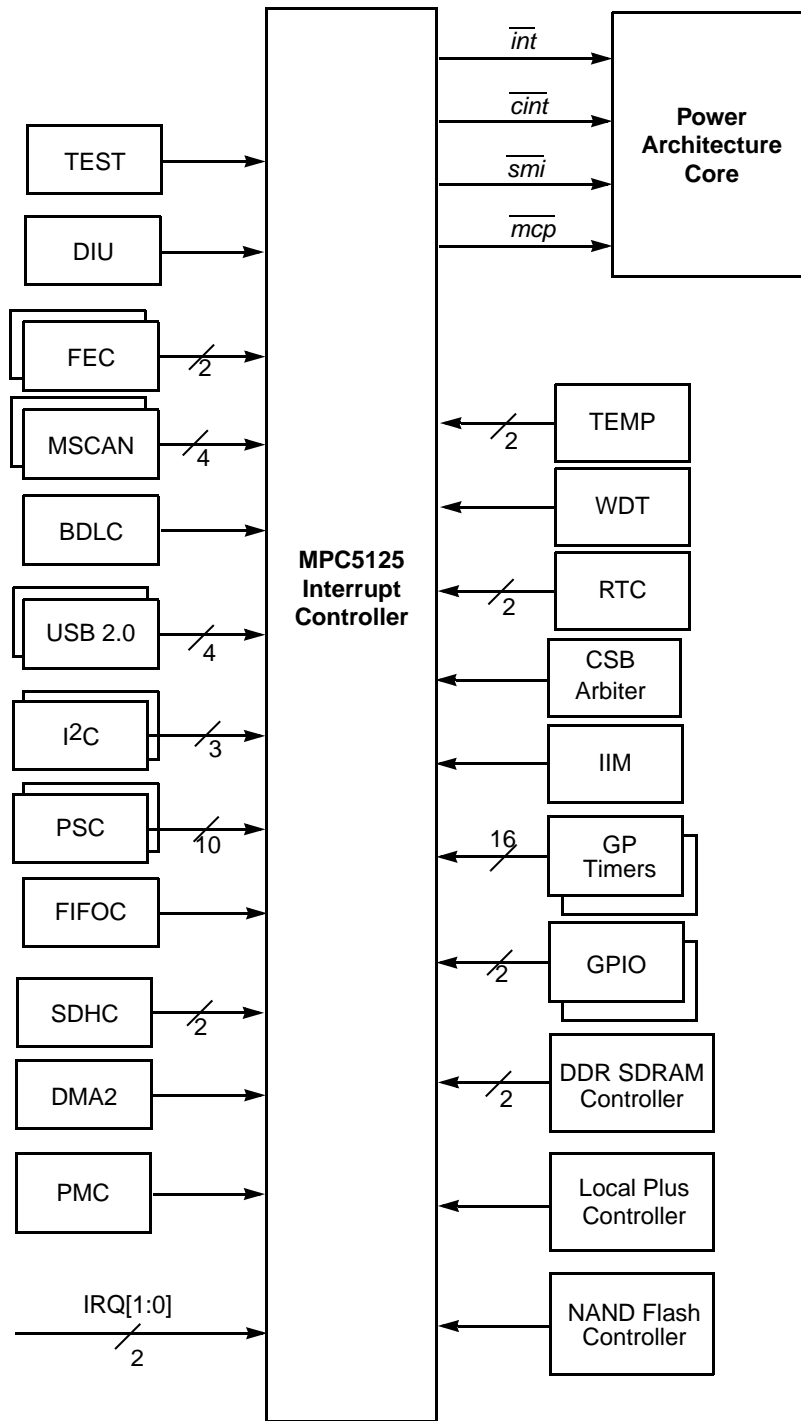 int
cint
smi
mcp
Power
Architecture
Core
TEST
DIU
FEC
2
MSCAN
4
BDLC
USB 2.0
4
I²C
3
PSC
10
FIFOC
SDHC
2
DMA2
PMC
IRQ[1:0]
2
MPC5125
Interrupt
Controller
TEMP
2
WDT
RTC
2
CSB
Arbiter
IIM
16
GP
Timers
GPIO
2
DDR SDRAM
Controller
2
Local Plus
Controller
NAND Flash
Controller